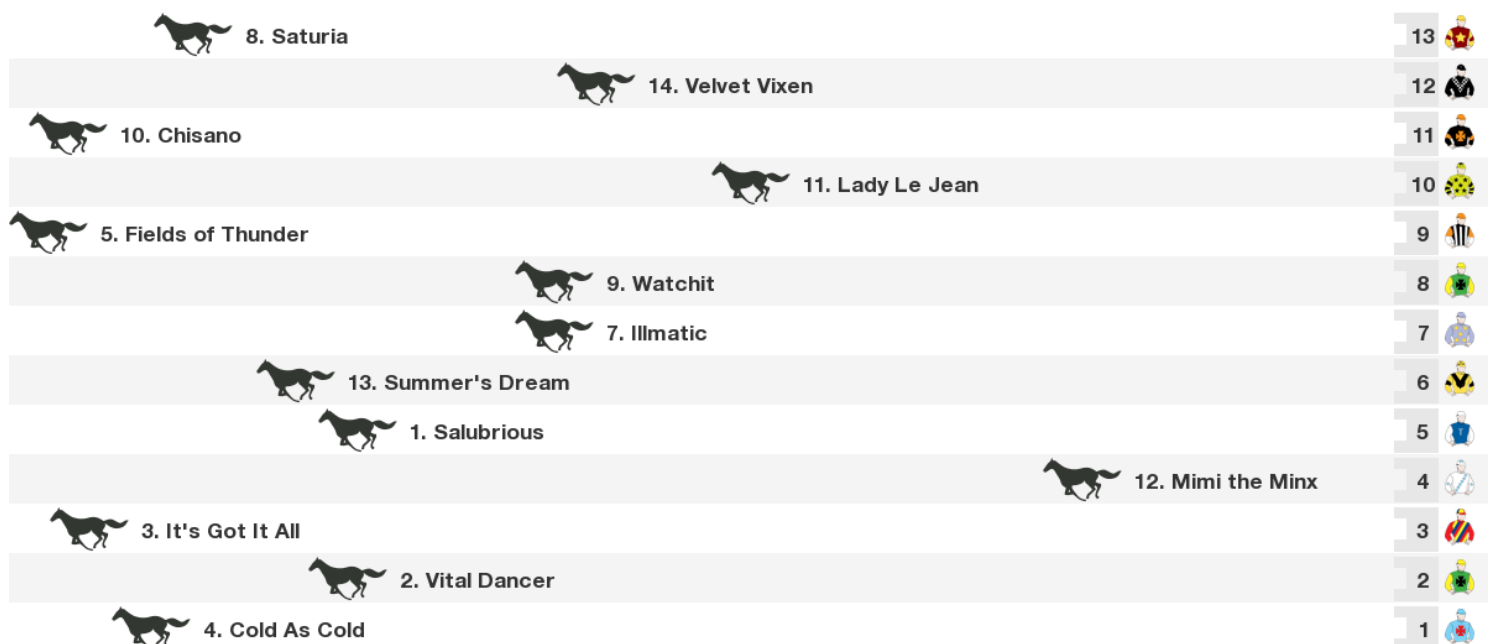 8. Saturia 13
14. Velvet Vixen 12
10. Chisano 11
11. Lady Le Jean 10
5. Fields of Thunder 9
9. Watchit 8
7. Illmatic 7
13. Summer's Dream 6
1. Salubrious 5
12. Mimi the Minx 4
3. It's Got It All 3
2. Vital Dancer 2
4. Cold As Cold 1